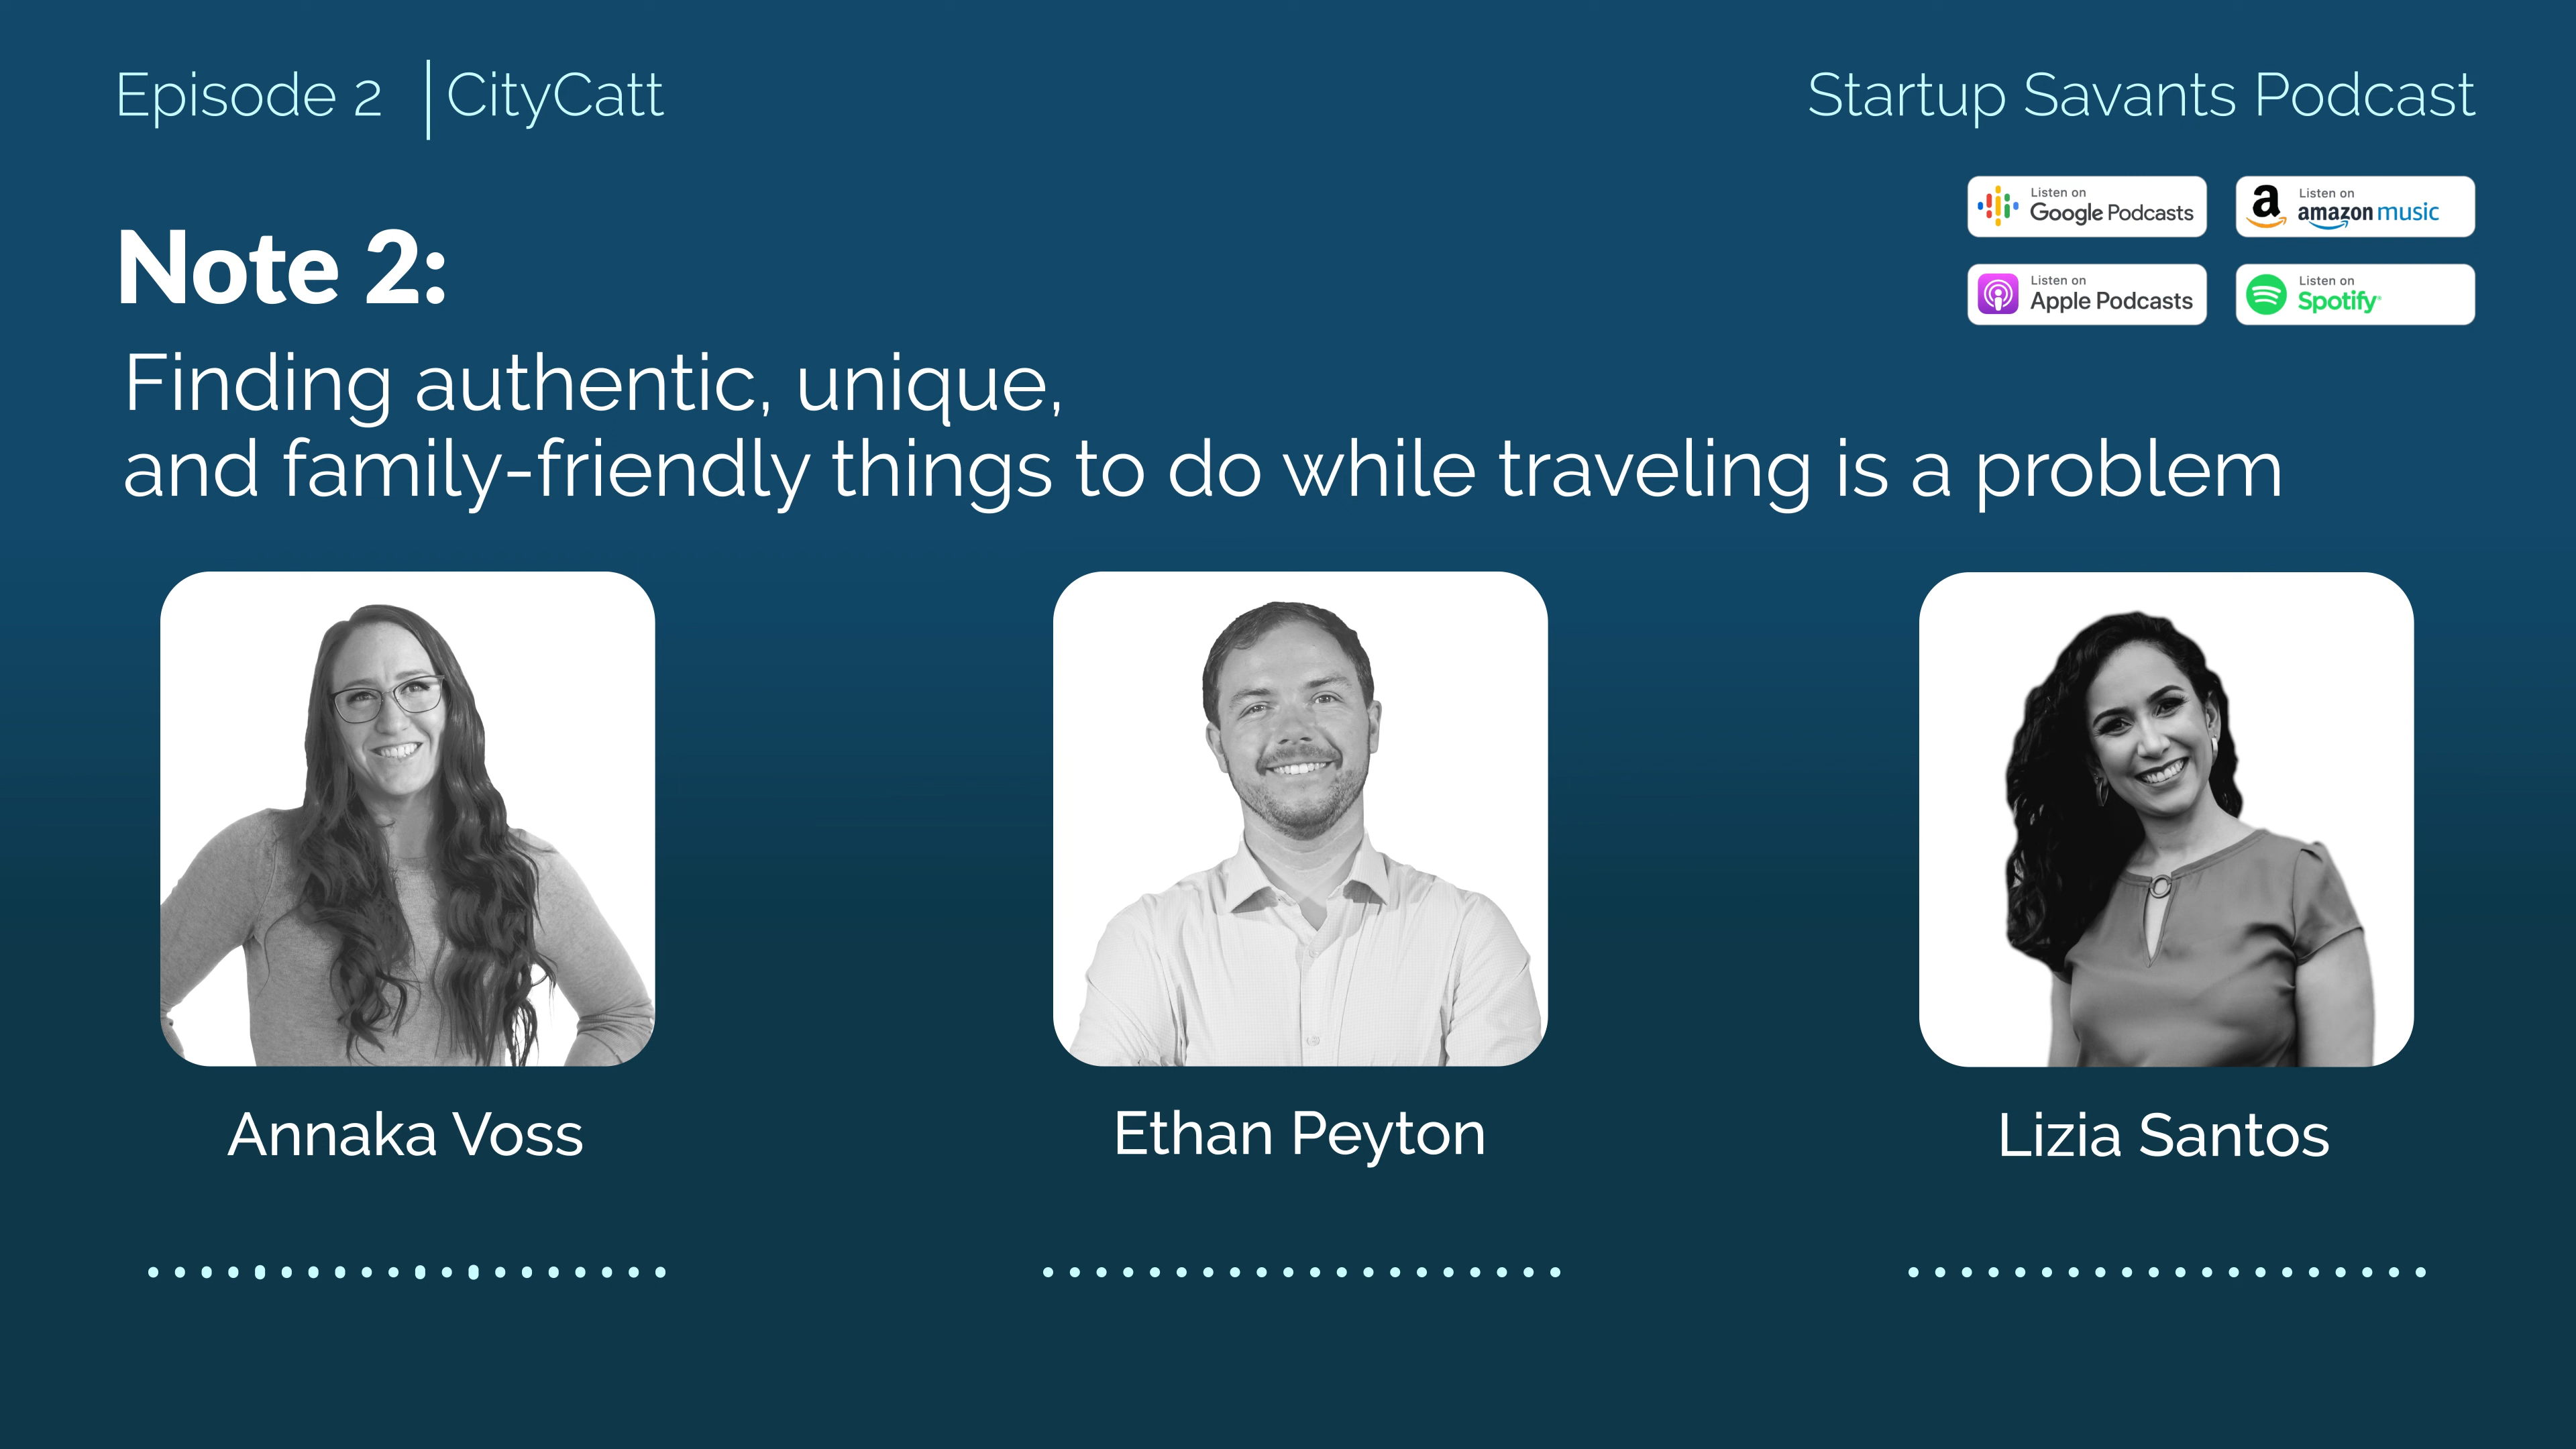 Episode 2 | CityCatt
Startup Savants Podcast
Listen on
Google Podcasts
Listen on
amazon music
Listen on
Apple Podcasts
Listen on
Spotify
Note 2:
Finding authentic, unique,
and family-friendly things to do while traveling is a problem
Annaka Voss
Ethan Peyton
Lizia Santos